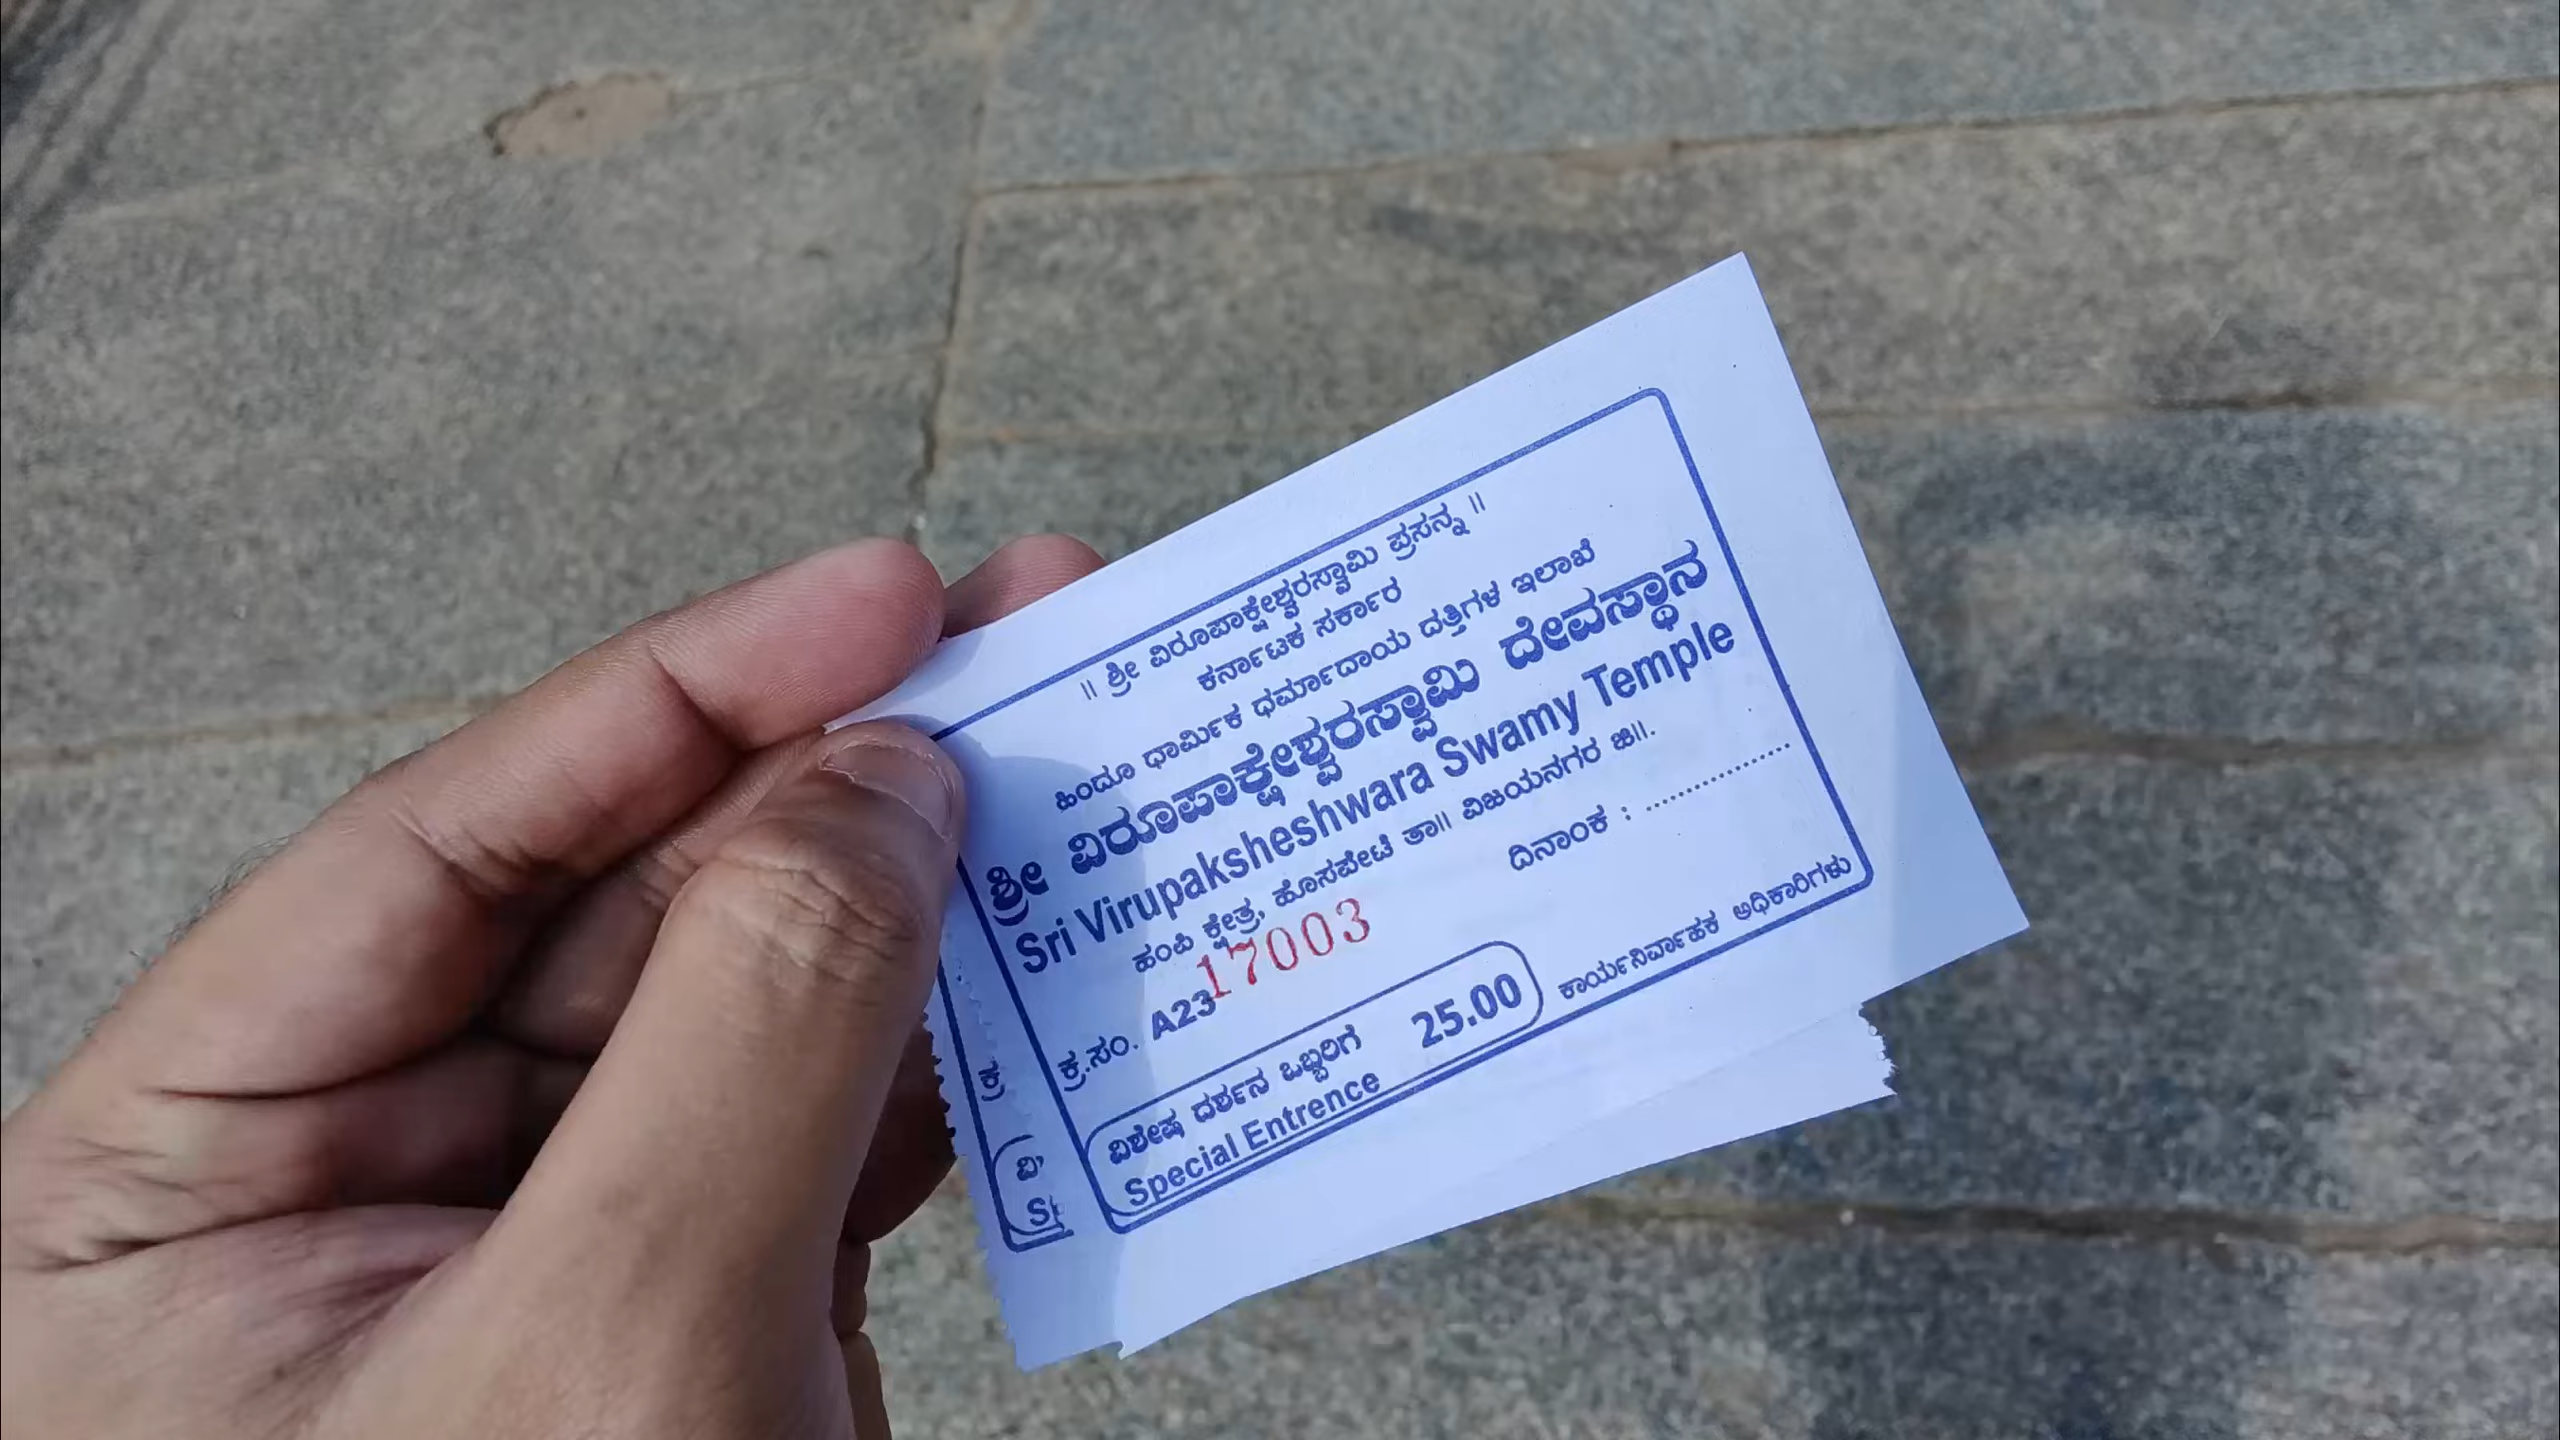 ॥ ಶ್ರೀ ವಿರೂಪಾಕ್ಷೇಶ್ವರಸ್ವಾಮಿ ಪ್ರಸನ್ನ ॥
ಕರ್ನಾಟಕ ಸರ್ಕಾರ
ಹಿಂದೂ ಧಾರ್ಮಿಕ ಧರ್ಮಾದಾಯ ದತ್ತಿಗಳ ಇಲಾಖೆ
ಶ್ರೀ ವಿರೂಪಾಕ್ಷೇಶ್ವರಸ್ವಾಮಿ ದೇವಸ್ಥಾನ
Sri Virupaksheshwara Swamy Temple
ಹಂಪಿ ಕ್ಷೇತ್ರ, ಹೊಸಪೇಟೆ ತಾ॥ ವಿಜಯನಗರ ಜಿ॥.
ಕ್ರ.ಸಂ. A23 17003 ದಿನಾಂಕ : ....................
ವಿಶೇಷ ದರ್ಶನ ಒಬ್ಬರಿಗೆ 25.00
Special Entrence
ಕಾರ್ಯನಿರ್ವಾಹಕ ಅಧಿಕಾರಿಗಳು
ಕ್ರ
ವಿ
S